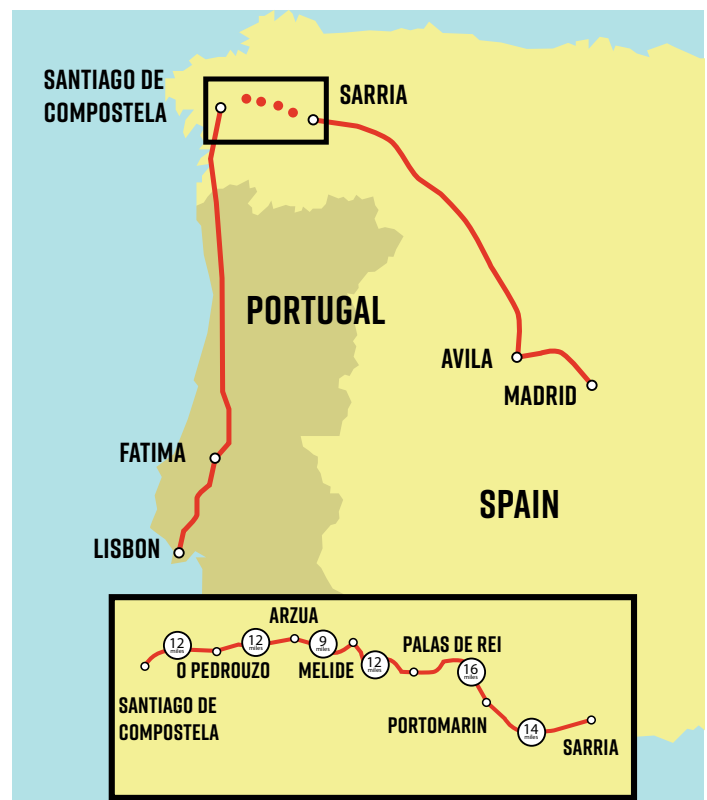 SANTIAGO DE
COMPOSTELA
SARRIA
PORTUGAL
AVILA
MADRID
FATIMA
SPAIN
LISBON
ARZUA
12
miles
12
miles
9
miles
PALAS DE REI
O PEDROUZO
MELIDE
12
miles
16
miles
SANTIAGO DE
COMPOSTELA
PORTOMARIN
14
miles
SARRIA